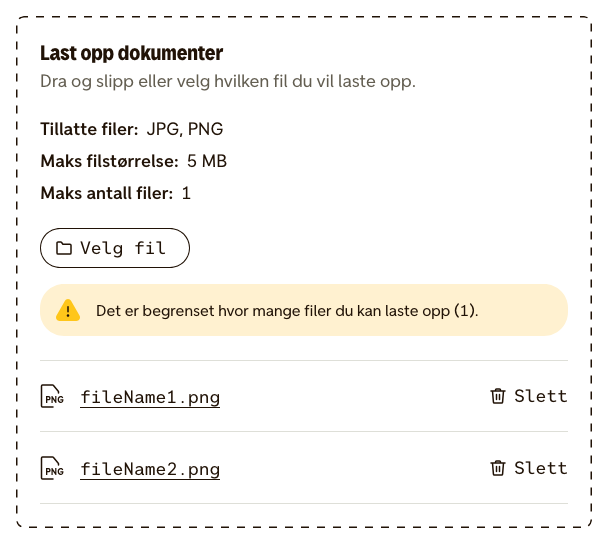 Last opp dokumenter
Dra og slipp eller velg hvilken fil du vil laste opp.
Tillatte filer: JPG, PNG
Maks filstørrelse: 5 MB
Maks antall filer: 1
Velg fil
Det er begrenset hvor mange filer du kan laste opp (1).
PNG fileName1.png Slett
PNG fileName2.png Slett